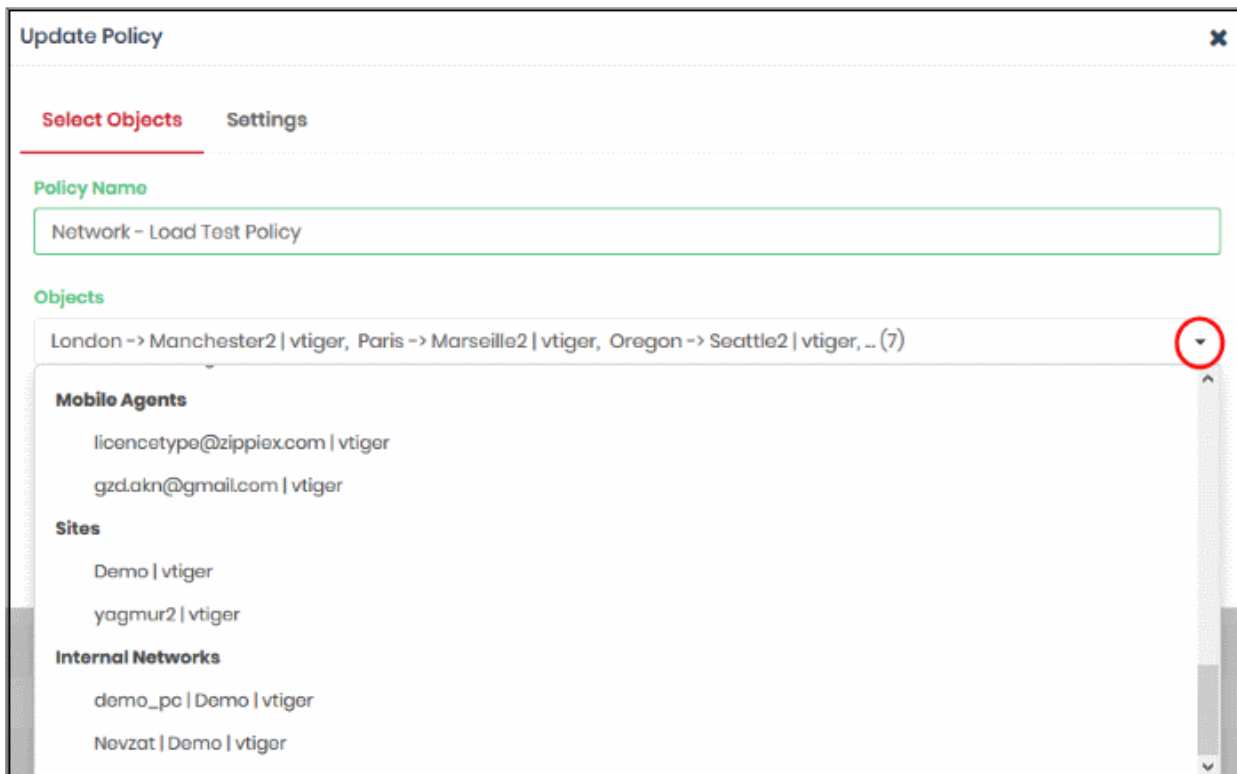 Update Policy
Select Objects Settings
Policy Name
Network - Load Test Policy
Objects
London -> Manchester2 | vtiger, Paris -> Marseille2 | vtiger, Oregon -> Seattle2 | vtiger, ... (7)
Mobile Agents
licencetype@zippiex.com | vtiger
gzd.akn@gmail.com | vtiger
Sites
Demo | vtiger
yagmur2 | vtiger
Internal Networks
demo_pc | Demo | vtiger
Nevzat | Demo | vtiger